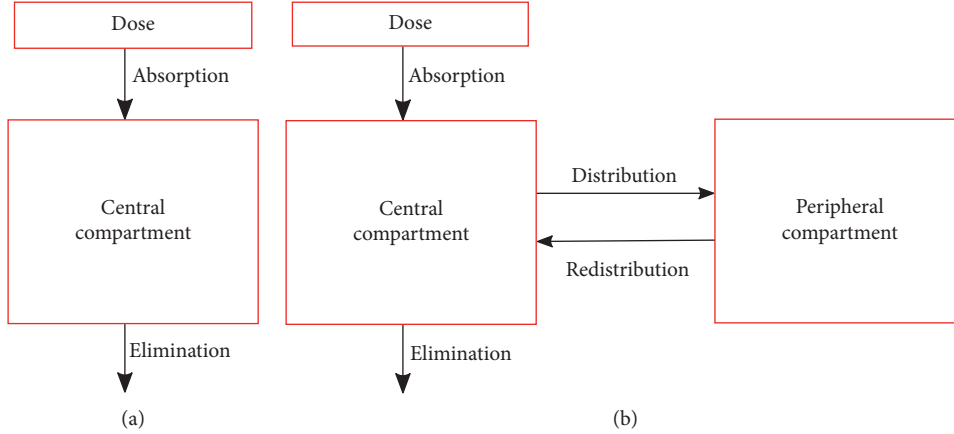 Dose
Absorption
Central
compartment
Elimination
(a)
Dose
Absorption
Central
compartment
Distribution
Redistribution
Peripheral
compartment
Elimination
(b)